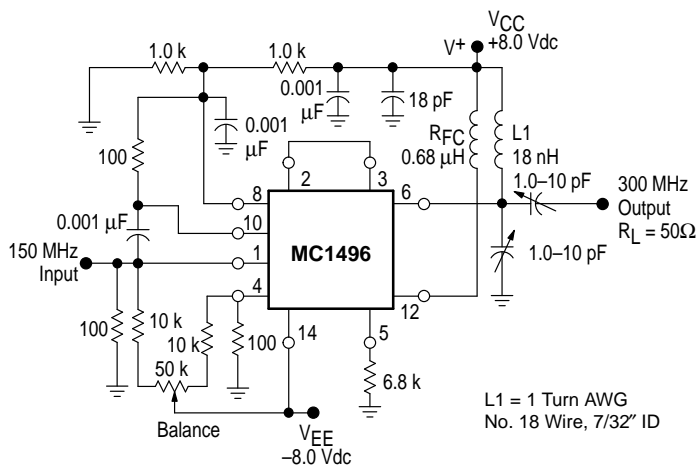 1.0 k
1.0 k
V+
VCC
+8.0 Vdc
0.001
µF
18 pF
0.001
µF
RFC
0.68 µH
L1
18 nH
100
2
3
1.0–10 pF
300 MHz
Output
RL = 50Ω
8
6
10
0.001 µF
150 MHz
Input
1
MC1496
1.0–10 pF
4
12
100
10 k
10 k
100
14
5
50 k
6.8 k
Balance
VEE
–8.0 Vdc
L1 = 1 Turn AWG
No. 18 Wire, 7/32″ ID